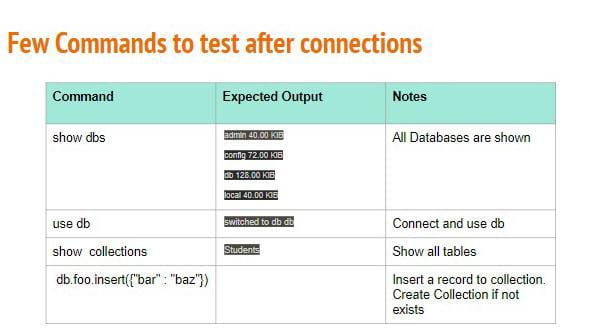 Few Commands to test after connections
Command Expected Output Notes
show dbs admin 40.00 KiB All Databases are shown
config 72.00 KiB
db 128.00 KiB
local 40.00 KiB
use db switched to db db Connect and use db
show collections Students Show all tables
db.foo.insert({"bar" : "baz"}) Insert a record to collection.
Create Collection if not
exists